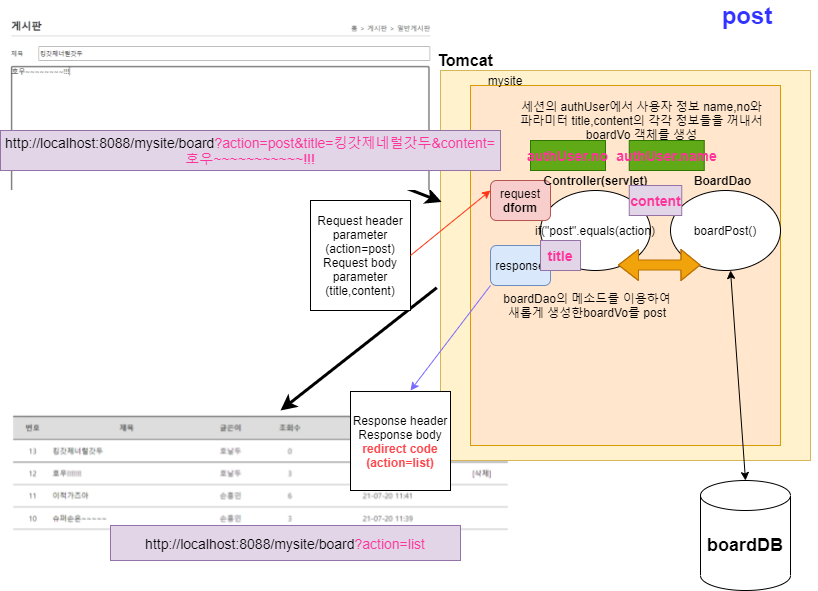 post
게시판
홈 > 게시판 > 일반게시판
제목 킹갓제네럴갓두
호우~~~~~~~~!!!
Tomcat
mysite
세션의 authUser에서 사용자 정보 name,no와
파라미터 title,content의 각각 정보들을 꺼내서
boardVo 객체를 생성
http://localhost:8088/mysite/board?action=post&title=킹갓제네럴갓두&content=
호우~~~~~~~~~~~!!!
authUser.no
authUser.name
Controller(servlet)
BoardDao
request
dform
content
if("post".equals(action)
boardPost()
title
response
Request header
parameter
(action=post)
Request body
parameter
(title,content)
boardDao의 메소드를 이용하여
새롭게 생성한boardVo를 post
Response header
Response body
redirect code
(action=list)
번호 제목 글쓴이 조회수
13 킹갓제너럴갓두 호날두 0
12 호우!!!!! 호날두 3 [삭제]
11 이적가즈아 손흥민 6 21-07-20 11:41
10 슈퍼손은~~~~~ 손흥민 3 21-07-20 11:39
http://localhost:8088/mysite/board?action=list
boardDB